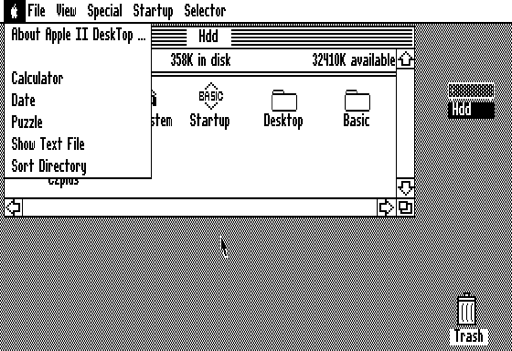 File View Special Startup Selector
About Apple II DeskTop ...
Calculator
Date
Puzzle
Show Text File
Sort Directory
Hdd
358K in disk 32410K available
stem Startup Desktop Basic
BASIC
Hdd
Trash